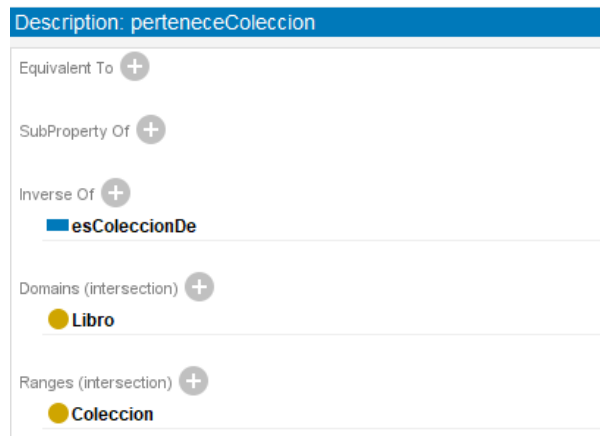 Description: perteneceColeccion
Equivalent To
SubProperty Of
Inverse Of
esColeccionDe
Domains (intersection)
Libro
Ranges (intersection)
Coleccion